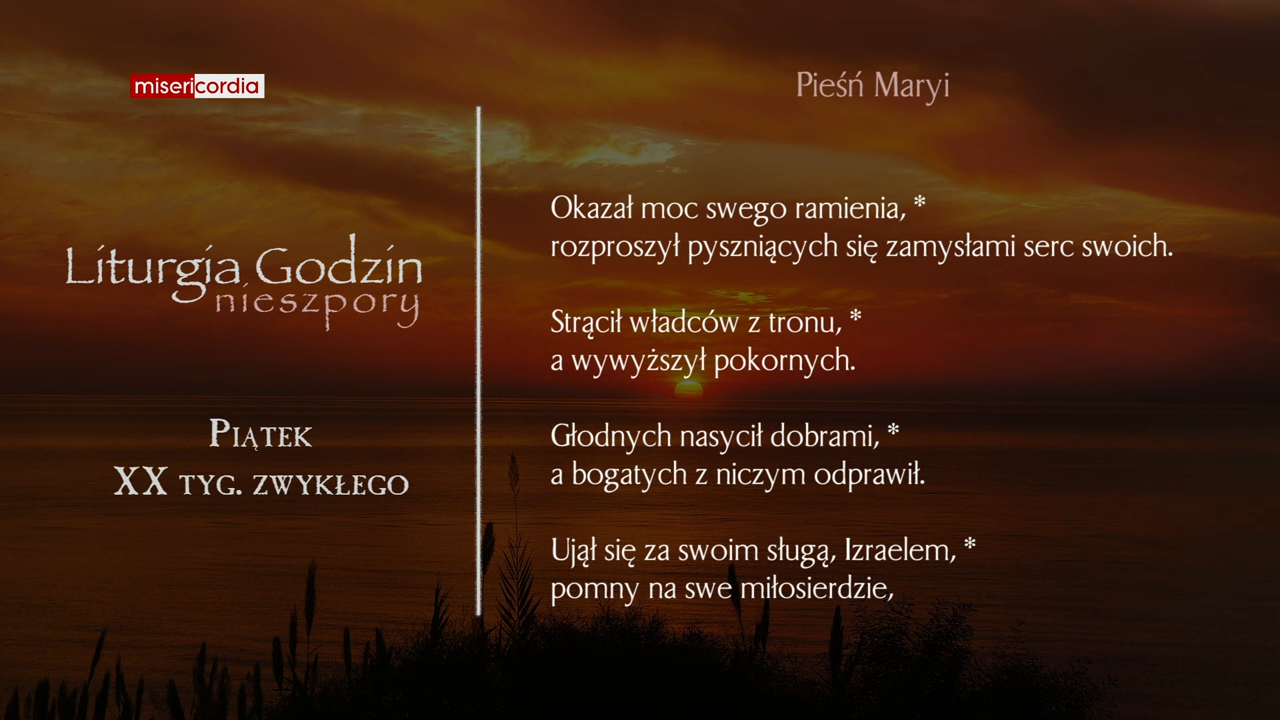 misericordia
Liturgia Godzin
nieszpory
Piątek
XX tyg. zwykłego
Pieśń Maryi
Okazał moc swego ramienia, *
rozproszył pyszniących się zamysłami serc swoich.
Strącił władców z tronu, *
a wywyższył pokornych.
Głodnych nasycił dobrami, *
a bogatych z niczym odprawił.
Ujął się za swoim sługą, Izraelem, *
pomny na swe miłosierdzie,